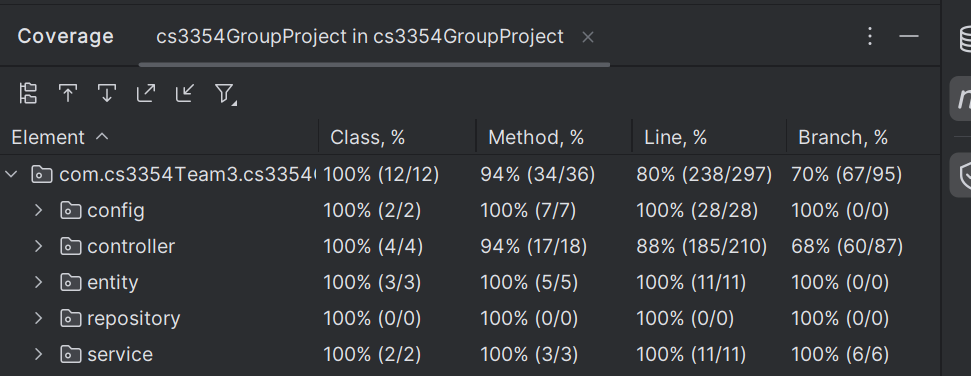 Coverage cs3354GroupProject in cs3354GroupProject
Element Class, % Method, % Line, % Branch, %
com.cs3354Team3.cs3354 100% (12/12) 94% (34/36) 80% (238/297) 70% (67/95)
config 100% (2/2) 100% (7/7) 100% (28/28) 100% (0/0)
controller 100% (4/4) 94% (17/18) 88% (185/210) 68% (60/87)
entity 100% (3/3) 100% (5/5) 100% (11/11) 100% (0/0)
repository 100% (0/0) 100% (0/0) 100% (0/0) 100% (0/0)
service 100% (2/2) 100% (3/3) 100% (11/11) 100% (6/6)